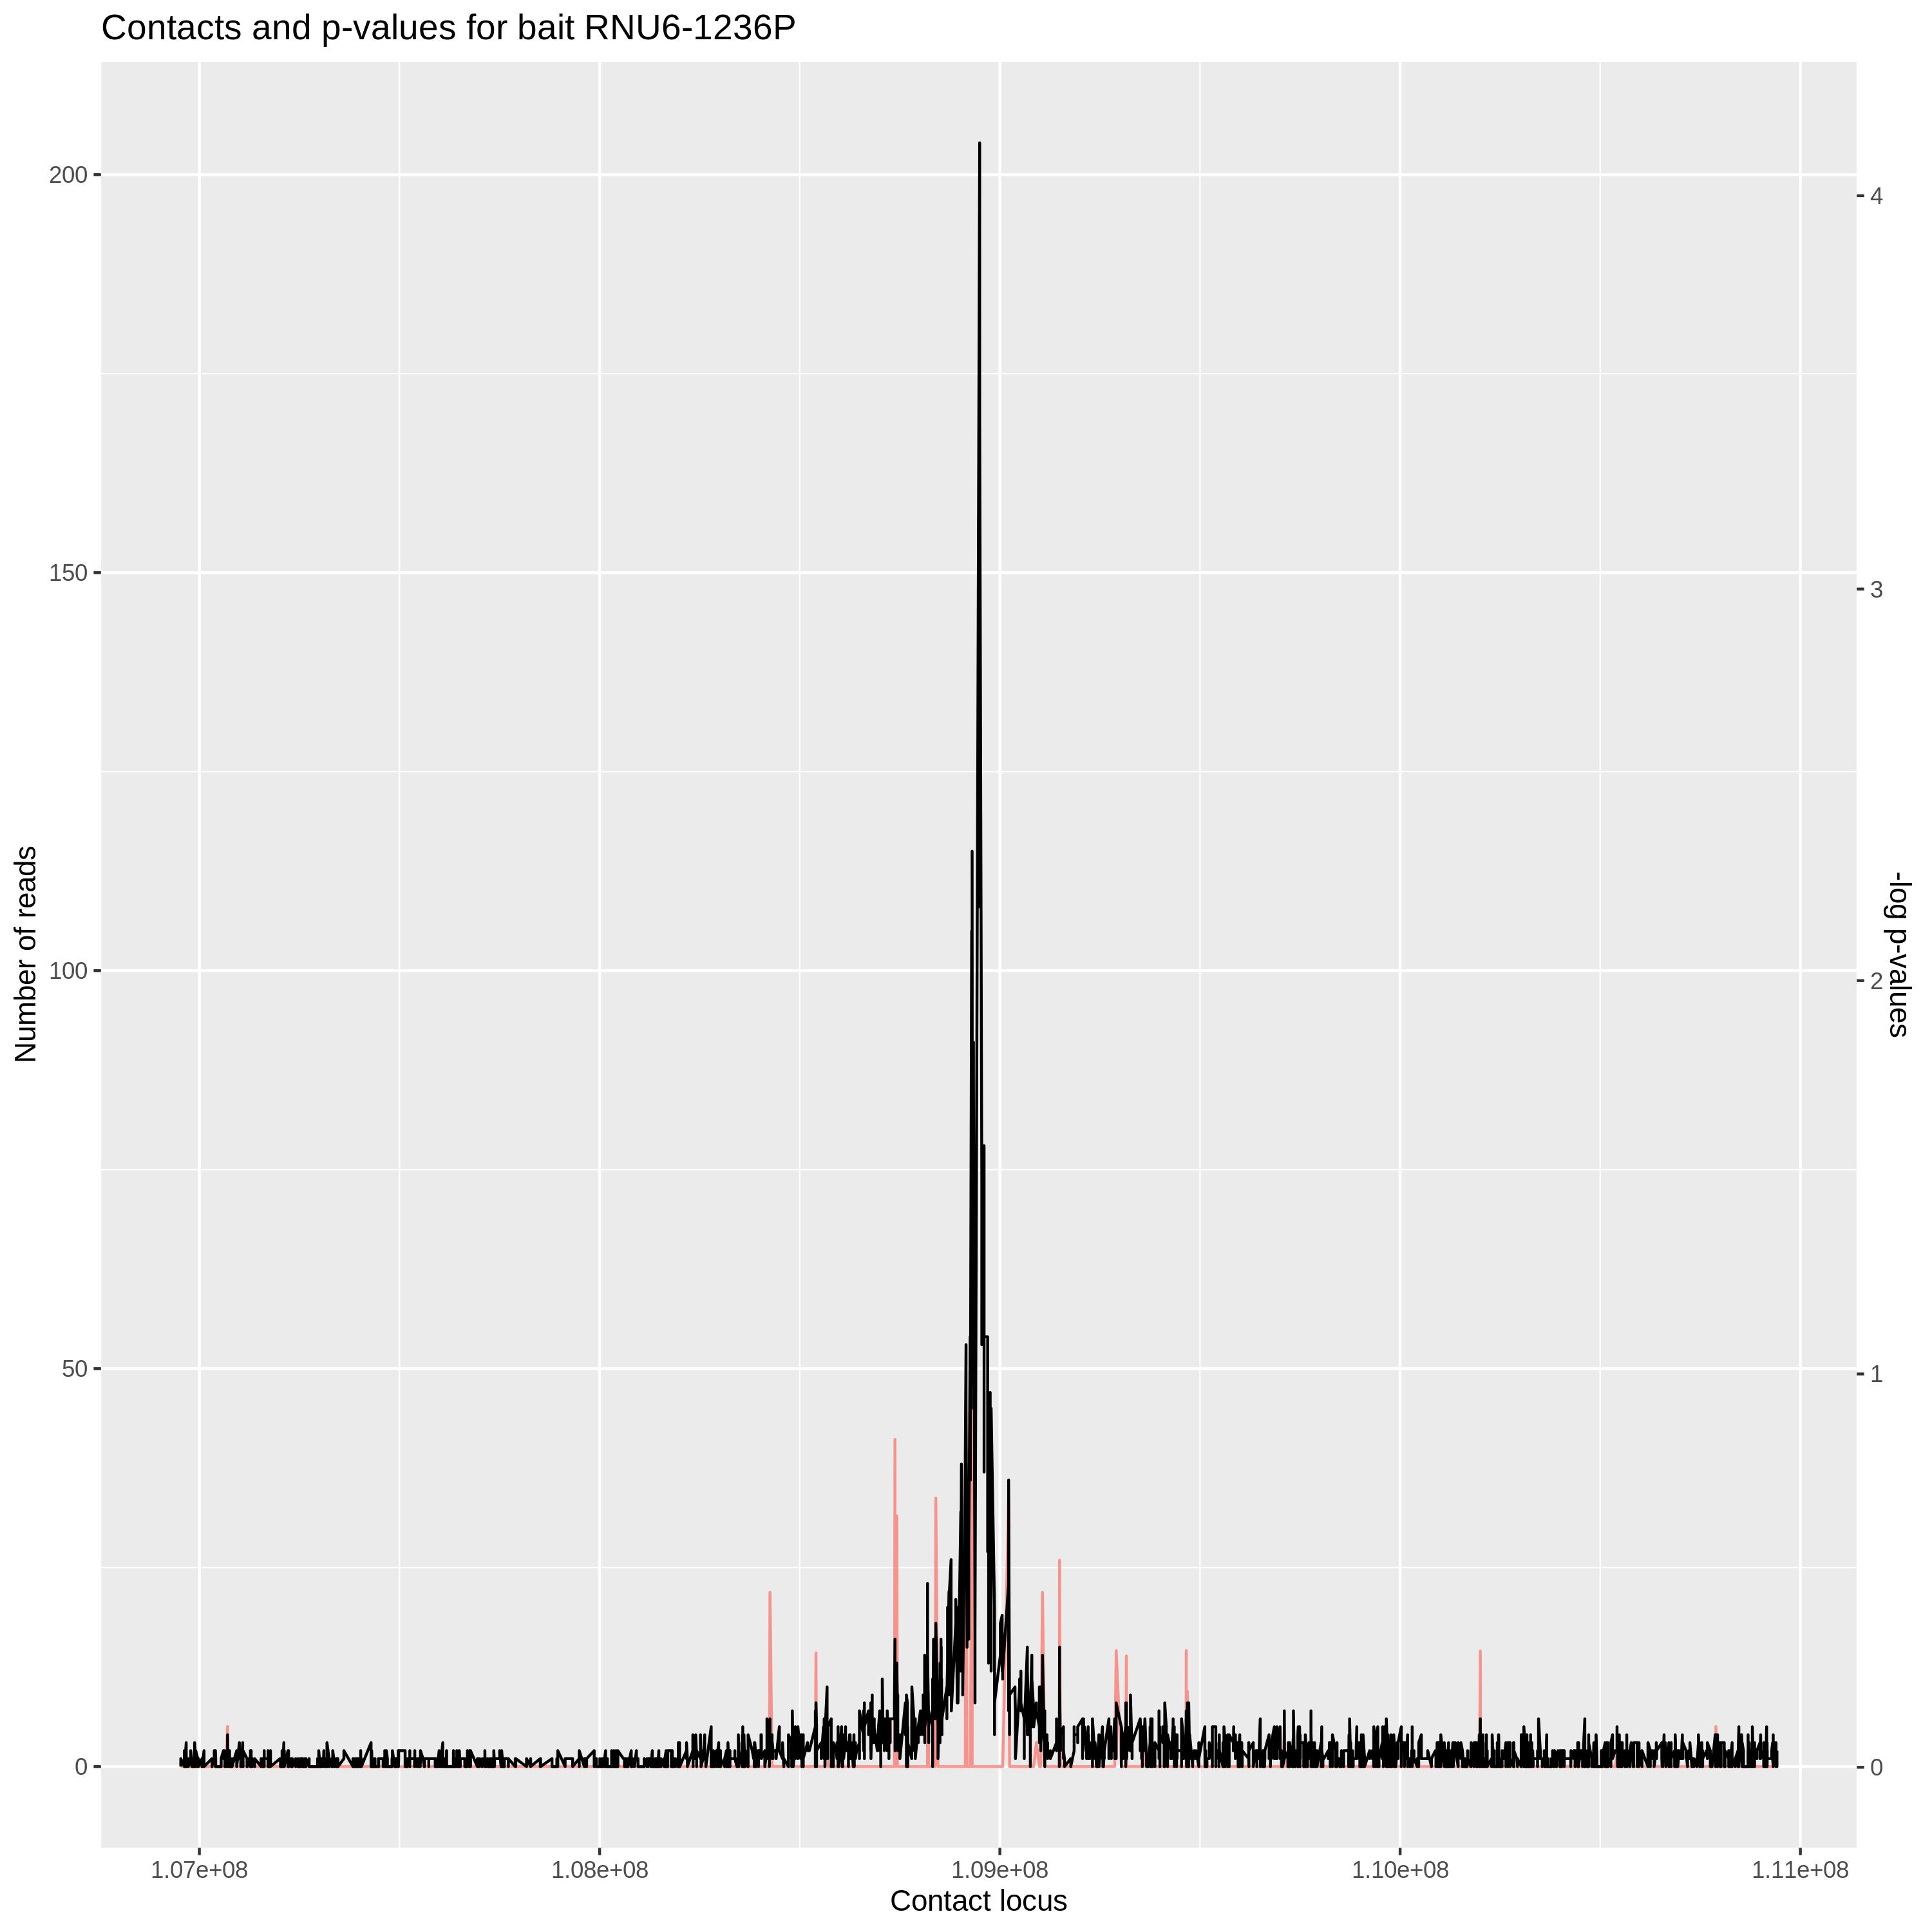 Contacts and p-values for bait RNU6-1236P
200
150
100
50
0
Number of reads
4
3
2
1
0
-log p-values
1.07e+08
1.08e+08
1.09e+08
1.10e+08
1.11e+08
Contact locus